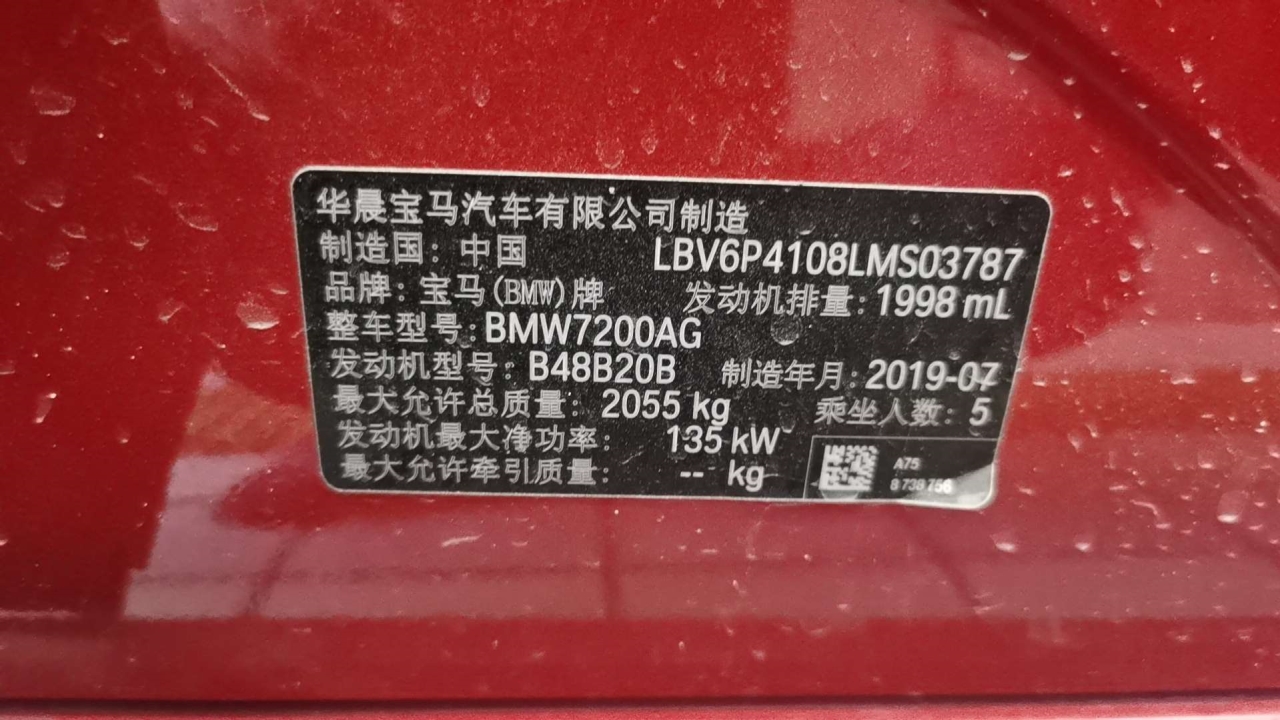 华晨宝马汽车有限公司制造
制造国: 中国 LBV6P4108LMS03787
品牌: 宝马(BMW)牌 发动机排量: 1998 mL
整车型号: BMW7200AG
发动机型号: B48B20B 制造年月: 2019-07
最大允许总质量: 2055 kg 乘坐人数: 5
发动机最大净功率: 135 kW
最大允许牵引质量: -- kg
A75
8 738 756